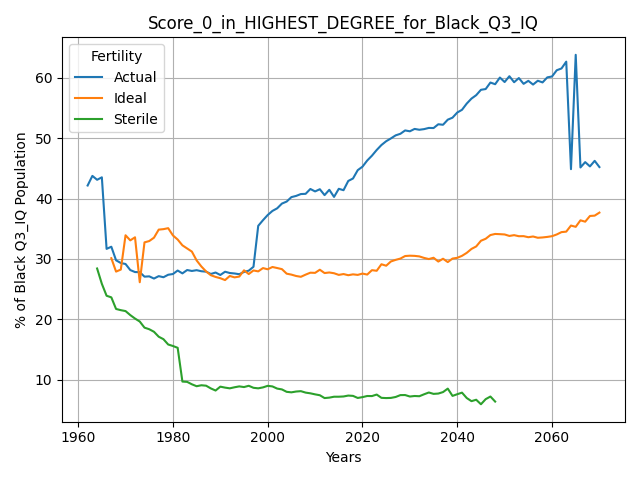 Score_0_in_HIGHEST_DEGREE_for_Black_Q3_IQ
Fertility
Actual
Ideal
Sterile
% of Black Q3_IQ Population
60
50
40
30
20
10
1960
1980
2000
2020
2040
2060
Years